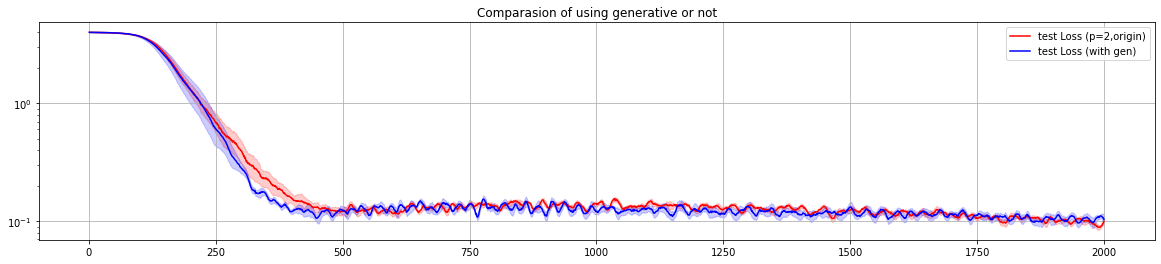 Comparasion of using generative or not
test Loss (p=2,origin)
test Loss (with gen)
10⁰
10⁻¹
0 250 500 750 1000 1250 1500 1750 2000